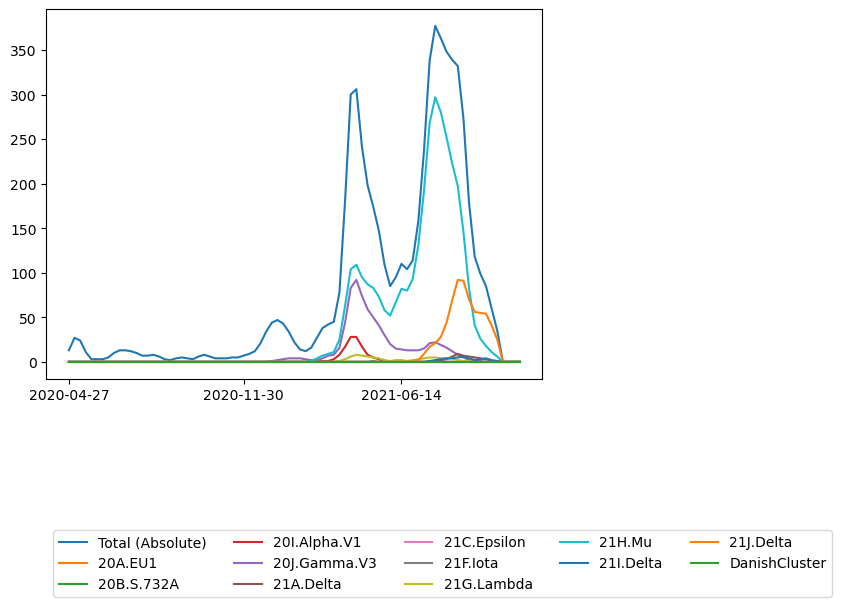 350
300
250
200
150
100
50
0
2020-04-27 2020-11-30 2021-06-14
Total (Absolute) 20I.Alpha.V1 21C.Epsilon 21H.Mu 21J.Delta
20A.EU1 20J.Gamma.V3 21F.Iota 21I.Delta DanishCluster
20B.S.732A 21A.Delta 21G.Lambda